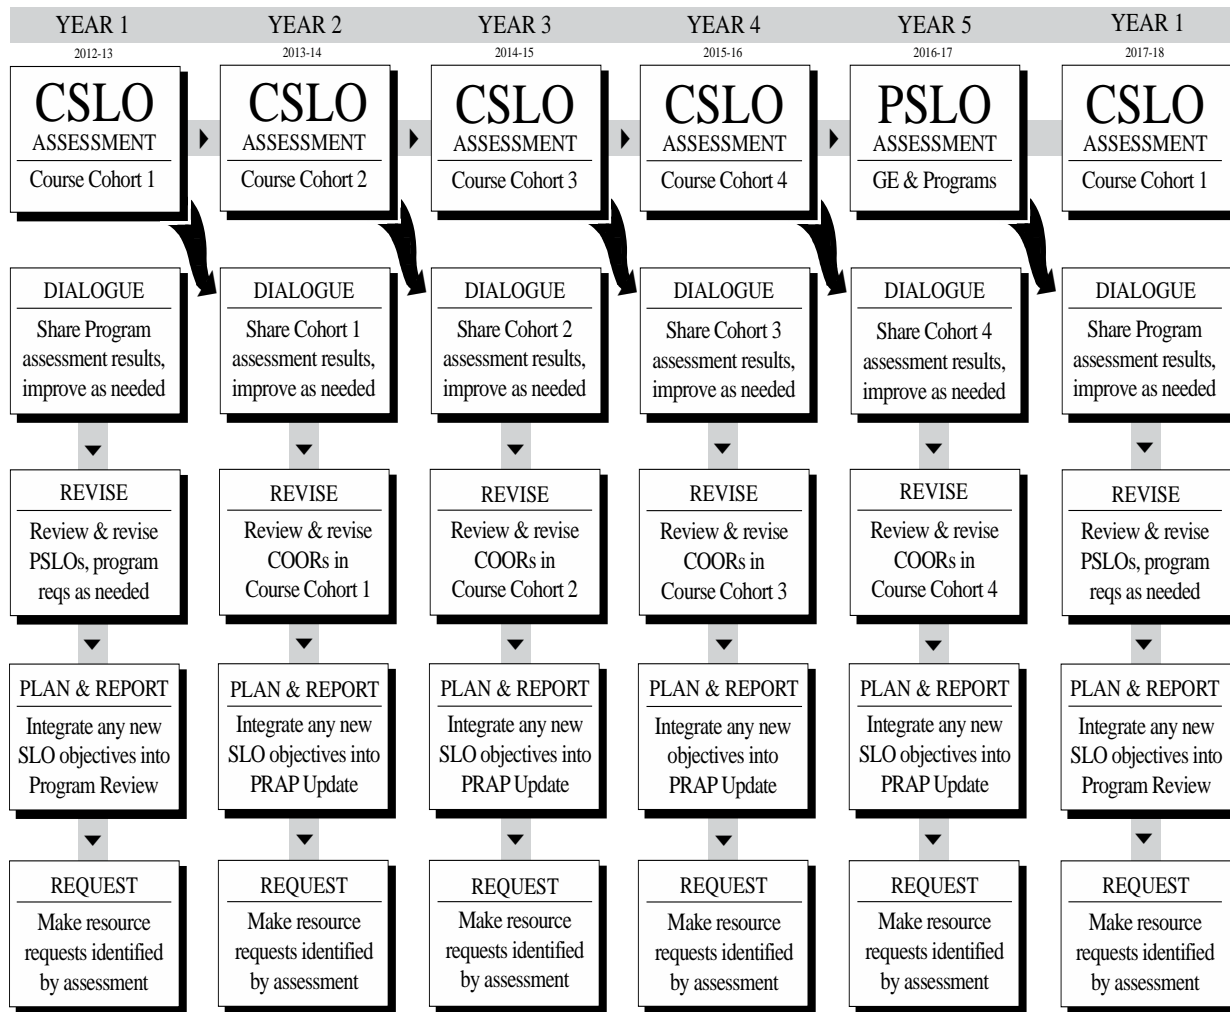 YEAR 1
2012-13
CSLO
ASSESSMENT
Course Cohort 1
DIALOGUE
Share Program
assessment results,
improve as needed
REVISE
Review & revise
PSLOs, program
reqs as needed
PLAN & REPORT
Integrate any new
SLO objectives into
Program Review
REQUEST
Make resource
requests identified
by assessment
YEAR 2
2013-14
CSLO
ASSESSMENT
Course Cohort 2
DIALOGUE
Share Cohort 1
assessment results,
improve as needed
REVISE
Review & revise
COORs in
Course Cohort 1
PLAN & REPORT
Integrate any new
SLO objectives into
PRAP Update
REQUEST
Make resource
requests identified
by assessment
YEAR 3
2014-15
CSLO
ASSESSMENT
Course Cohort 3
DIALOGUE
Share Cohort 2
assessment results,
improve as needed
REVISE
Review & revise
COORs in
Course Cohort 2
PLAN & REPORT
Integrate any new
SLO objectives into
PRAP Update
REQUEST
Make resource
requests identified
by assessment
YEAR 4
2015-16
CSLO
ASSESSMENT
Course Cohort 4
DIALOGUE
Share Cohort 3
assessment results,
improve as needed
REVISE
Review & revise
COORs in
Course Cohort 3
PLAN & REPORT
Integrate any new
objectives into
PRAP Update
REQUEST
Make resource
requests identified
by assessment
YEAR 5
2016-17
PSLO
ASSESSMENT
GE & Programs
DIALOGUE
Share Cohort 4
assessment results,
improve as needed
REVISE
Review & revise
COORs in
Course Cohort 4
PLAN & REPORT
Integrate any new
SLO objectives into
PRAP Update
REQUEST
Make resource
requests identified
by assessment
YEAR 1
2017-18
CSLO
ASSESSMENT
Course Cohort 1
DIALOGUE
Share Program
assessment results,
improve as needed
REVISE
Review & revise
PSLOs, program
reqs as needed
PLAN & REPORT
Integrate any new
SLO objectives into
Program Review
REQUEST
Make resource
requests identified
by assessment